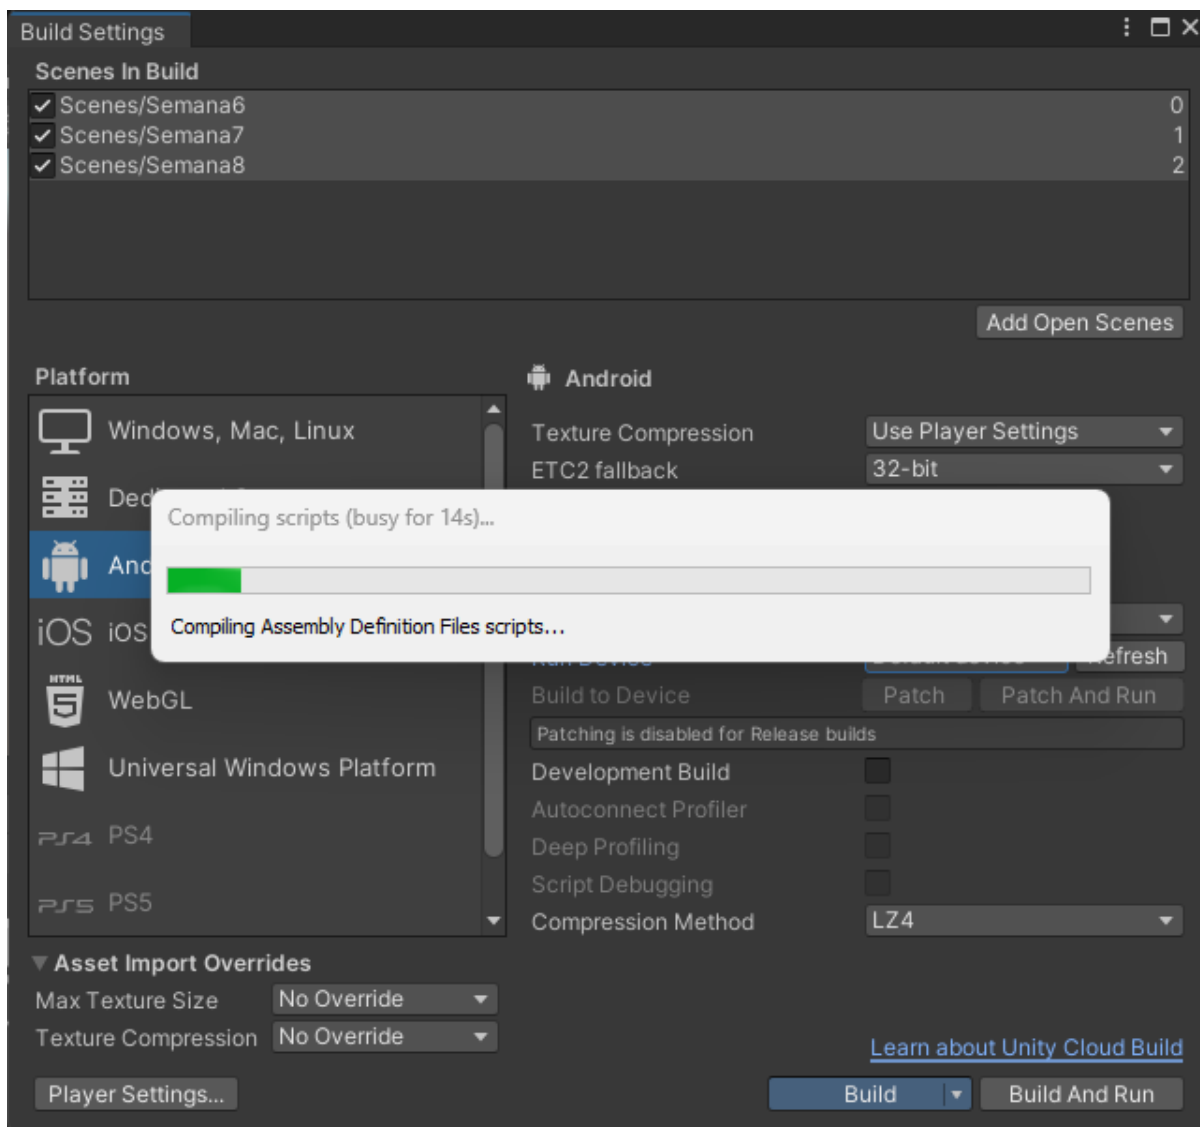 Build Settings
Scenes In Build
Scenes/Semana6 0
Scenes/Semana7 1
Scenes/Semana8 2
Add Open Scenes
Platform
Windows, Mac, Linux
iOS iOS
HTML
5 WebGL
Universal Windows Platform
PS4 PS4
PS5 PS5
Android
Texture Compression Use Player Settings
ETC2 fallback 32-bit
Compiling scripts (busy for 14s)...
Compiling Assembly Definition Files scripts...
Build to Device Patch Patch And Run
Patching is disabled for Release builds
Development Build
Autoconnect Profiler
Deep Profiling
Script Debugging
Compression Method LZ4
Asset Import Overrides
Max Texture Size No Override
Texture Compression No Override
Learn about Unity Cloud Build
Player Settings...
Build
Build And Run